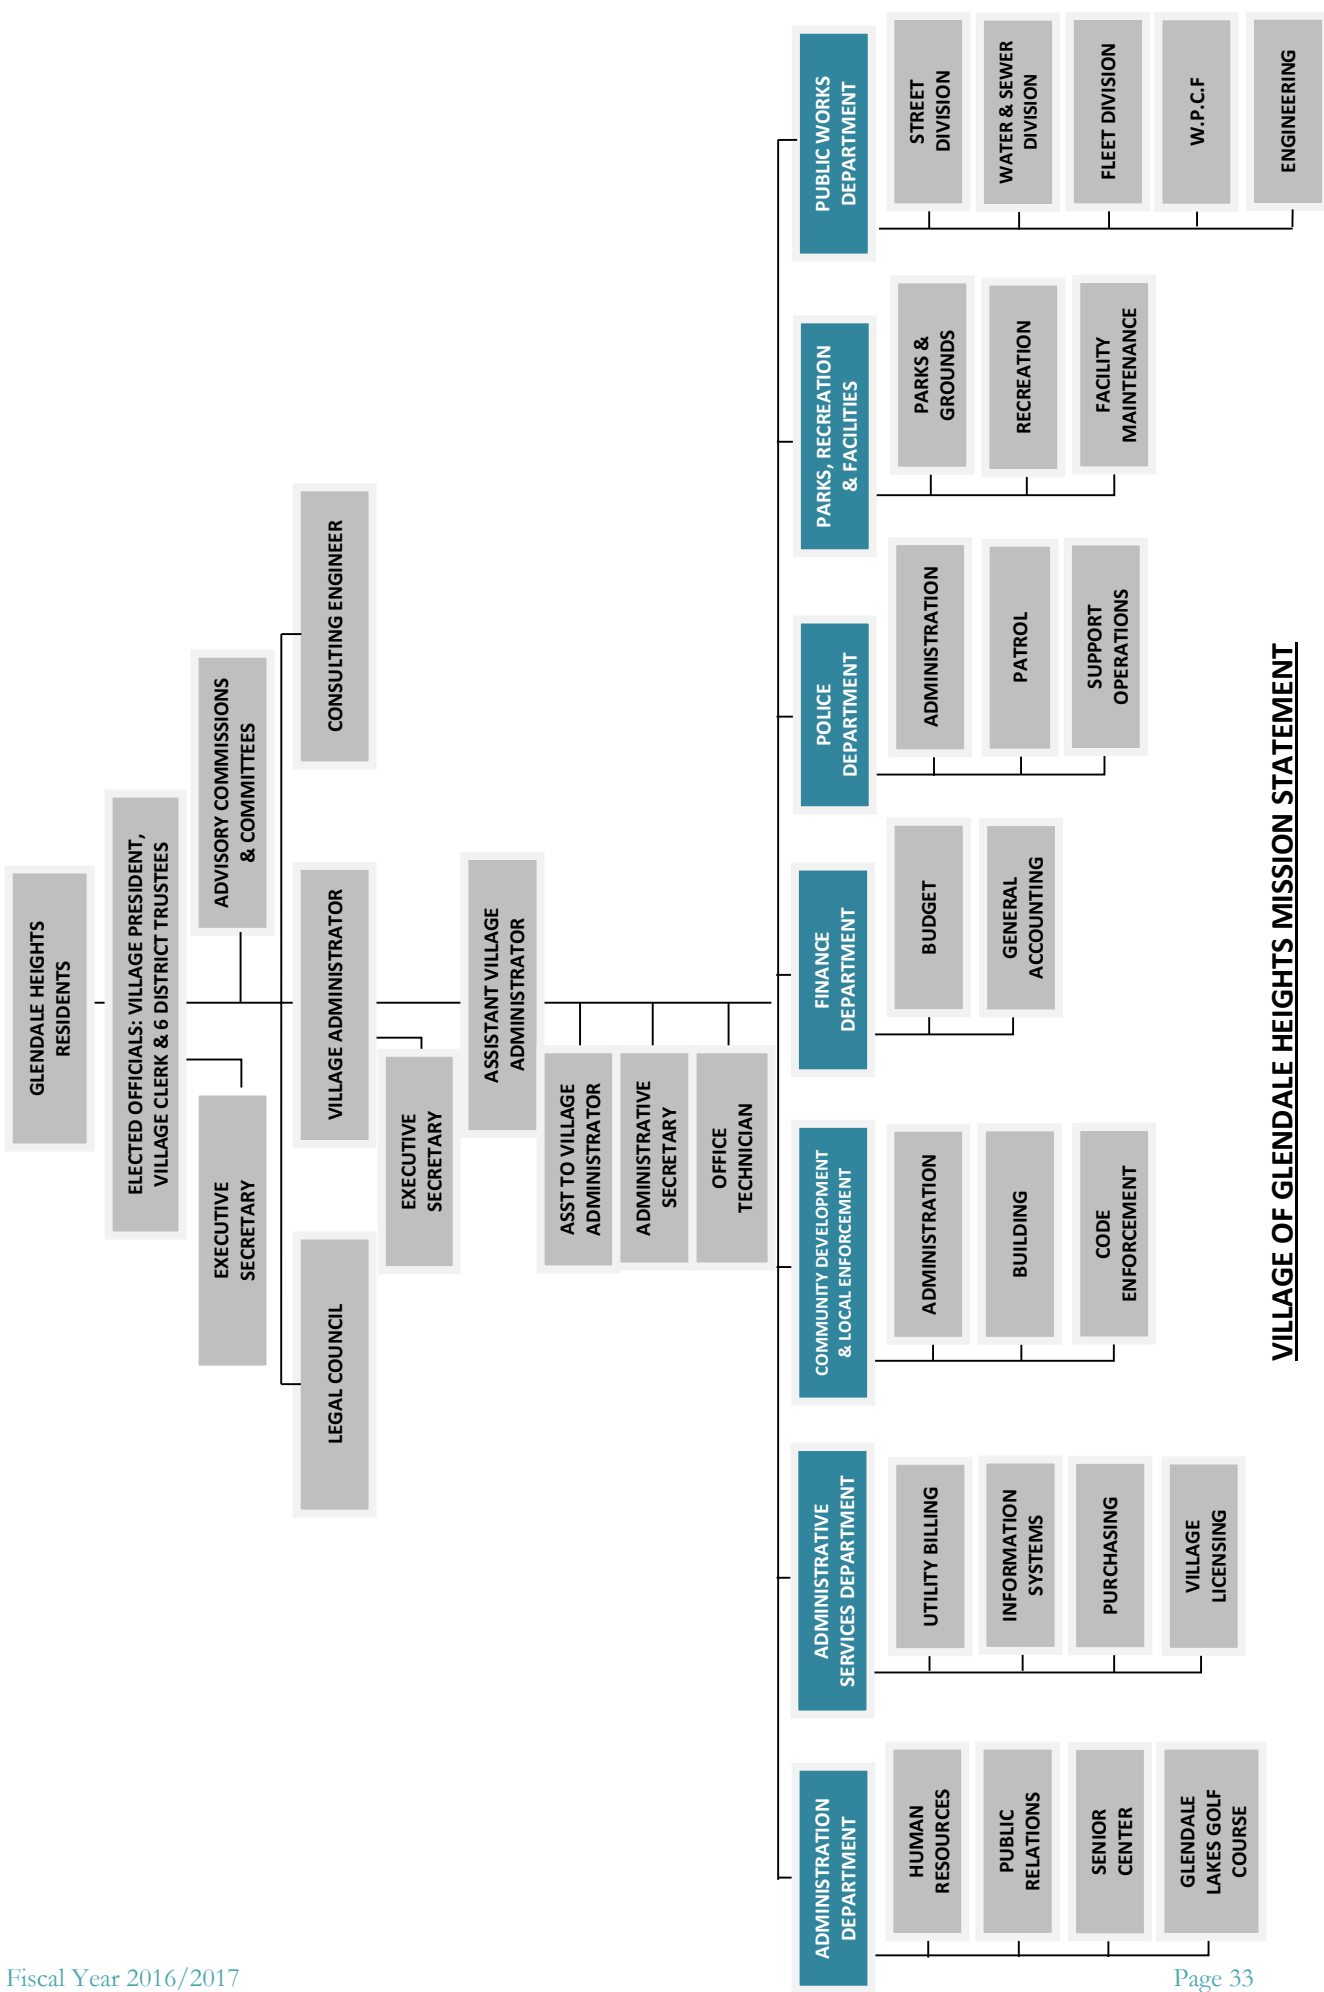 GLENDALE HEIGHTS
RESIDENTS
ELECTED OFFICIALS: VILLAGE PRESIDENT,
VILLAGE CLERK & 6 DISTRICT TRUSTEES
EXECUTIVE
SECRETARY
ADVISORY COMMISSIONS
& COMMITTEES
LEGAL COUNCIL
VILLAGE ADMINISTRATOR
CONSULTING ENGINEER
EXECUTIVE
SECRETARY
ASSISTANT VILLAGE
ADMINISTRATOR
ASST TO VILLAGE
ADMINISTRATOR
ADMINISTRATIVE
SECRETARY
OFFICE
TECHNICIAN
ADMINISTRATION
DEPARTMENT
HUMAN
RESOURCES
PUBLIC
RELATIONS
SENIOR
CENTER
GLENDALE
LAKES GOLF
COURSE
ADMINISTRATIVE
SERVICES DEPARTMENT
UTILITY BILLING
INFORMATION
SYSTEMS
PURCHASING
VILLAGE
LICENSING
COMMUNITY DEVELOPMENT
& LOCAL ENFORCEMENT
ADMINISTRATION
BUILDING
CODE
ENFORCEMENT
FINANCE
DEPARTMENT
BUDGET
GENERAL
ACCOUNTING
POLICE
DEPARTMENT
ADMINISTRATION
PATROL
SUPPORT
OPERATIONS
PARKS, RECREATION
& FACILITIES
PARKS &
GROUNDS
RECREATION
FACILITY
MAINTENANCE
PUBLIC WORKS
DEPARTMENT
STREET
DIVISION
WATER & SEWER
DIVISION
FLEET DIVISION
W.P.C.F
ENGINEERING
VILLAGE OF GLENDALE HEIGHTS MISSION STATEMENT
Fiscal Year 2016/2017
Page 33